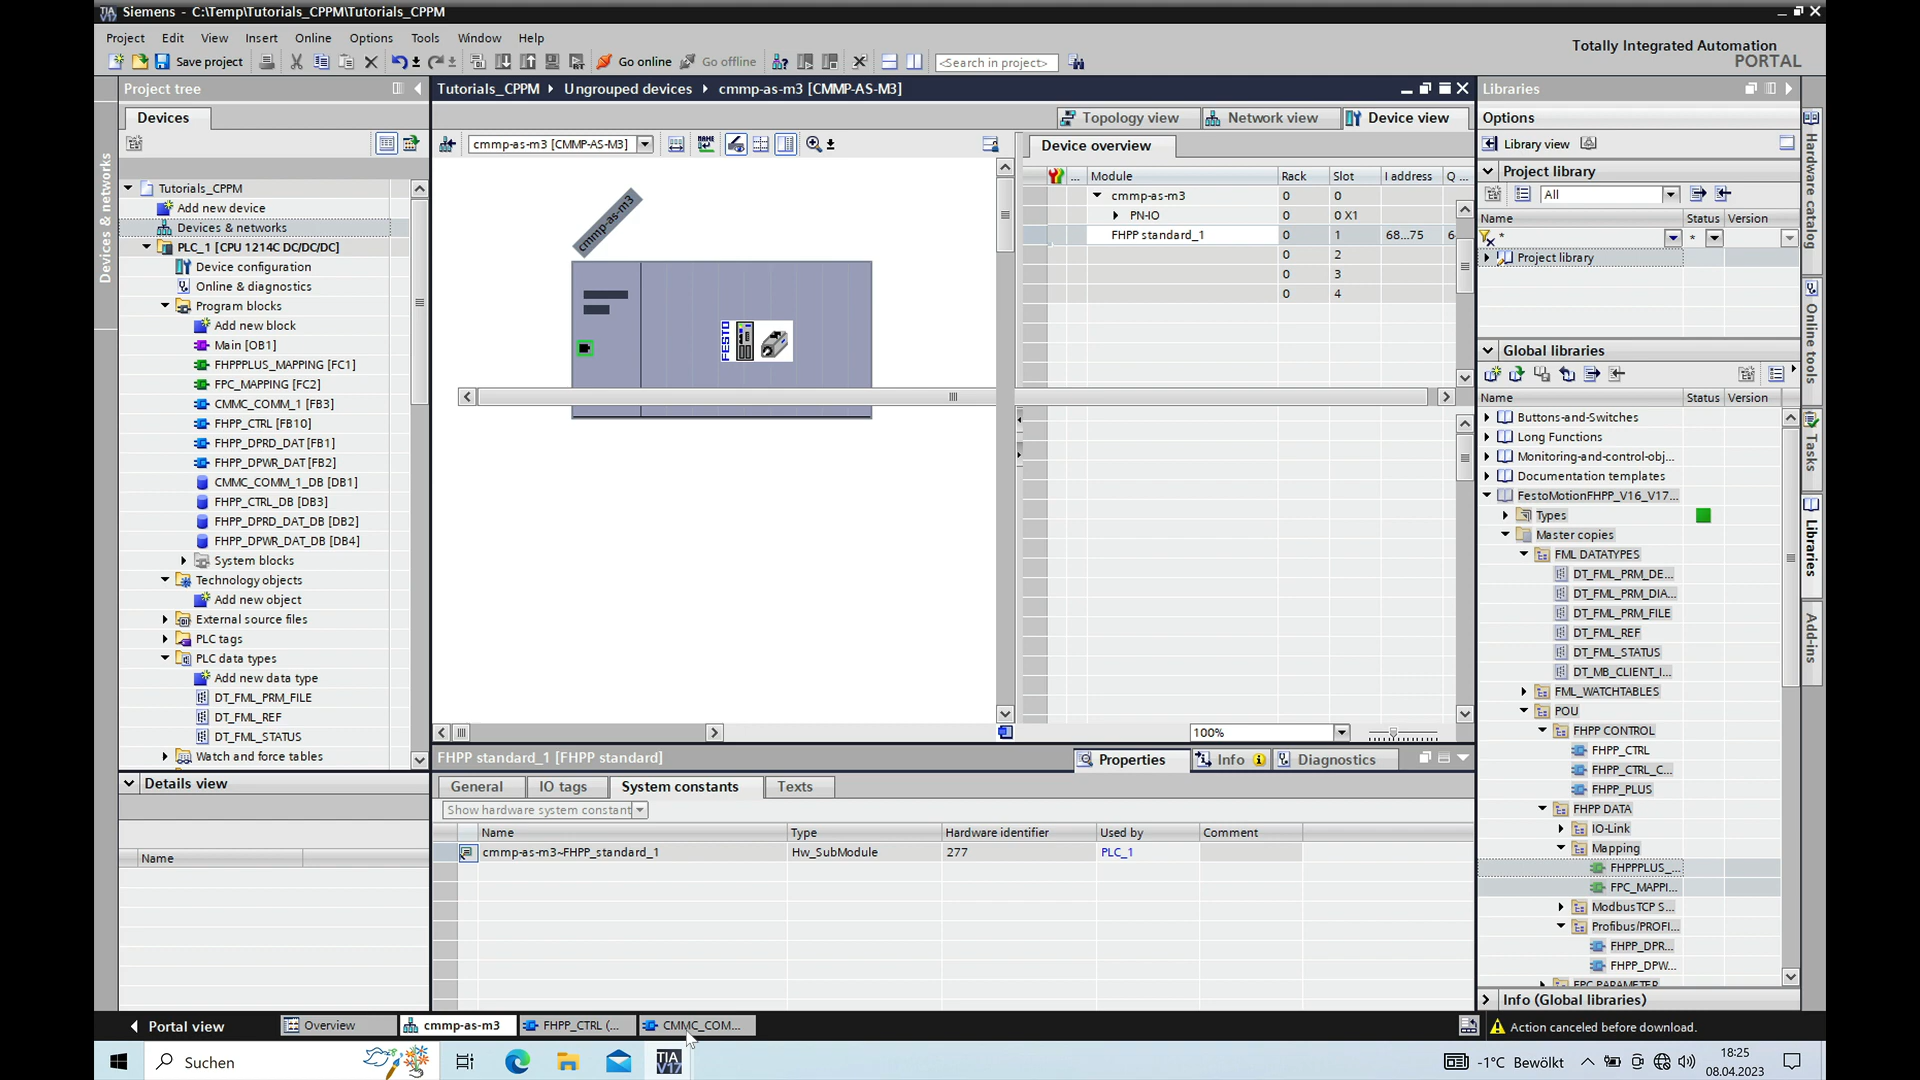 Siemens - C:\Temp\Tutorials_CPPM\Tutorials_CPPM
Project Edit View Insert Online Options Tools Window Help
Totally Integrated Automation
PORTAL
Save project
Go online
Go offline
<Search in project>
Project tree
Tutorials_CPPM Ungrouped devices cmmp-as-m3 [CMMP-AS-M3]
Libraries
Devices
Topology view Network view Device view
Options
cmmp-as-m3 [CMMP-AS-M3]
Device overview
Library view
Project library
All
Name Status Version
* *
Project library
Global libraries
Name Status Version
Buttons-and-Switches
Long Functions
Monitoring-and-control-obj...
Documentation templates
FestoMotionFHPP_V16_V17...
Types
Master copies
FML DATATYPES
DT_FML_PRM_DE...
DT_FML_PRM_DIA...
DT_FML_PRM_FILE
DT_FML_REF
DT_FML_STATUS
DT_MB_CLIENT_I...
FML_WATCHTABLES
POU
FHPP CONTROL
FHPP_CTRL
FHPP_CTRL_C...
FHPP_PLUS
FHPP DATA
IO-Link
Mapping
FHPPPLUS_...
FPC_MAPPI...
ModbusTCP S...
Profibus/PROFI...
FHPP_DPR...
FHPP_DPW...
FPC PARAMETER
Info (Global libraries)
Hardware catalog
Online tools
Tasks
Libraries
Add-ins
Devices & networks
Tutorials_CPPM
Add new device
Devices & networks
PLC_1 [CPU 1214C DC/DC/DC]
Device configuration
Online & diagnostics
Program blocks
Add new block
Main [OB1]
FHPPPLUS_MAPPING [FC1]
FPC_MAPPING [FC2]
CMMC_COMM_1 [FB3]
FHPP_CTRL [FB10]
FHPP_DPRD_DAT [FB1]
FHPP_DPWR_DAT [FB2]
CMMC_COMM_1_DB [DB1]
FHPP_CTRL_DB [DB3]
FHPP_DPRD_DAT_DB [DB2]
FHPP_DPWR_DAT_DB [DB4]
System blocks
Technology objects
Add new object
External source files
PLC tags
PLC data types
Add new data type
DT_FML_PRM_FILE
DT_FML_REF
DT_FML_STATUS
Watch and force tables
Details view
Name
cmmp-as-m3
FESTO
... Module Rack Slot I address Q ...
cmmp-as-m3 0 0
PN-IO 0 0 X1
FHPP standard_1 0 1 68...75 6
0 2
0 3
0 4
100%
FHPP standard_1 [FHPP standard]
Properties Info Diagnostics
General IO tags System constants Texts
Show hardware system constant
Name Type Hardware identifier Used by Comment
cmmp-as-m3~FHPP_standard_1 Hw_SubModule 277 PLC_1
Portal view Overview cmmp-as-m3 FHPP_CTRL (... CMMC_COM...
Action canceled before download.
Suchen
TIA
V17
-1°C Bewölkt
18:25
08.04.2023